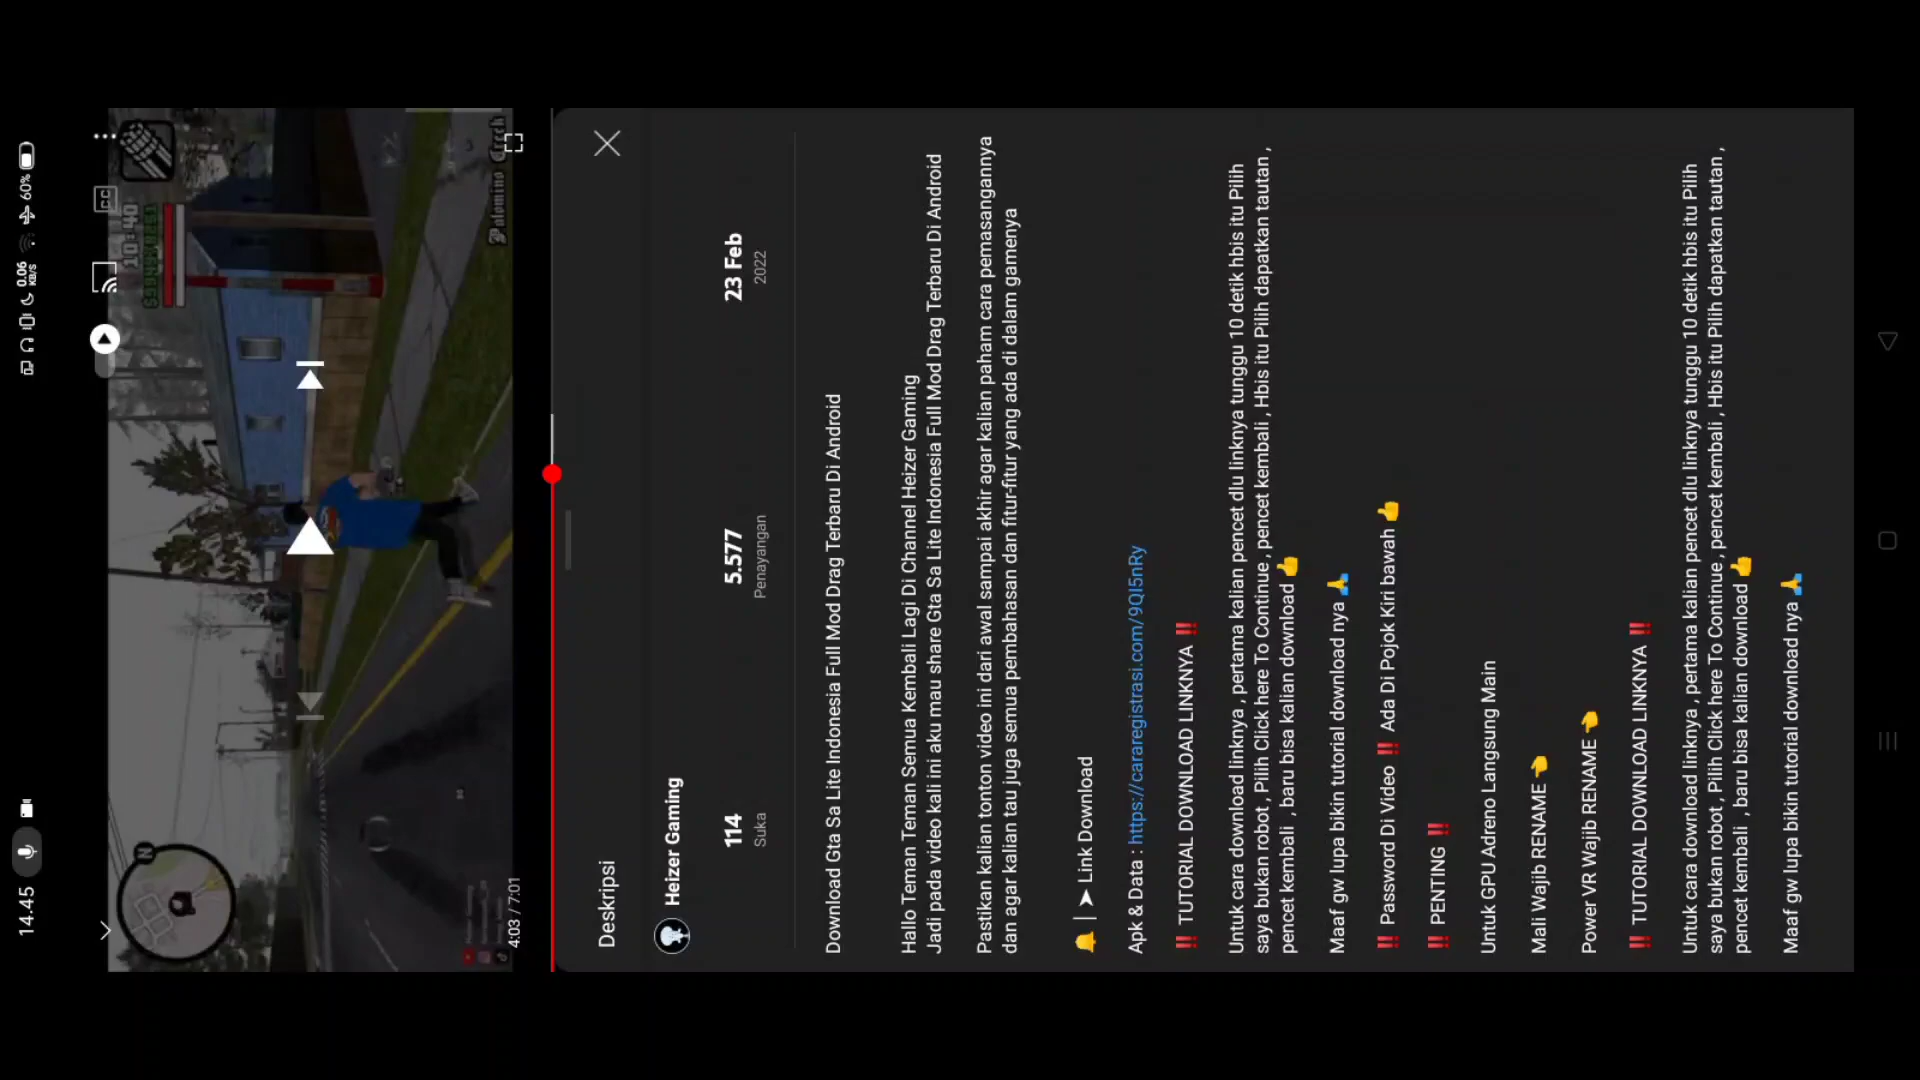 14.45
0.06
KB/S
60%
CC
10:40
Palomino Creek
N
4:03 / 7:01
Deskripsi
Heizer Gaming
114
Suka
5.577
Penayangan
23 Feb
2022
Download Gta Sa Lite Indonesia Full Mod Drag Terbaru Di Android
Hallo Teman Teman Semua Kembali Lagi Di Channel Heizer Gaming
Jadi pada video kali ini aku mau share Gta Sa Lite Indonesia Full Mod Drag Terbaru Di Android
Pastikan kalian tonton video ini dari awal sampai akhir agar kalian paham cara pemasangannya
dan agar kalian tau juga semua pembahasan dan fitur-fitur yang ada di dalam gamenya
🔔 | ➤ Link Download
Apk & Data : https://cararegistrasi.com/9QI5nRy
‼️ TUTORIAL DOWNLOAD LINKNYA ‼️
Untuk cara download linknya , pertama kalian pencet dlu linknya tunggu 10 detik hbis itu Pilih
saya bukan robot , Pilih Click here To Continue , pencet kembali , Hbis itu Pilih dapatkan tautan ,
pencet kembali , baru bisa kalian download 👍
Maaf gw lupa bikin tutorial download nya 🙏
‼️ Password Di Video ‼️ Ada Di Pojok Kiri bawah 👍
‼️ PENTING ‼️
Untuk GPU Adreno Langsung Main
Mali Wajib RENAME 👈
Power VR Wajib RENAME 👈
‼️ TUTORIAL DOWNLOAD LINKNYA ‼️
Untuk cara download linknya , pertama kalian pencet dlu linknya tunggu 10 detik hbis itu Pilih
saya bukan robot , Pilih Click here To Continue , pencet kembali , Hbis itu Pilih dapatkan tautan ,
pencet kembali , baru bisa kalian download 👍
Maaf gw lupa bikin tutorial download nya 🙏